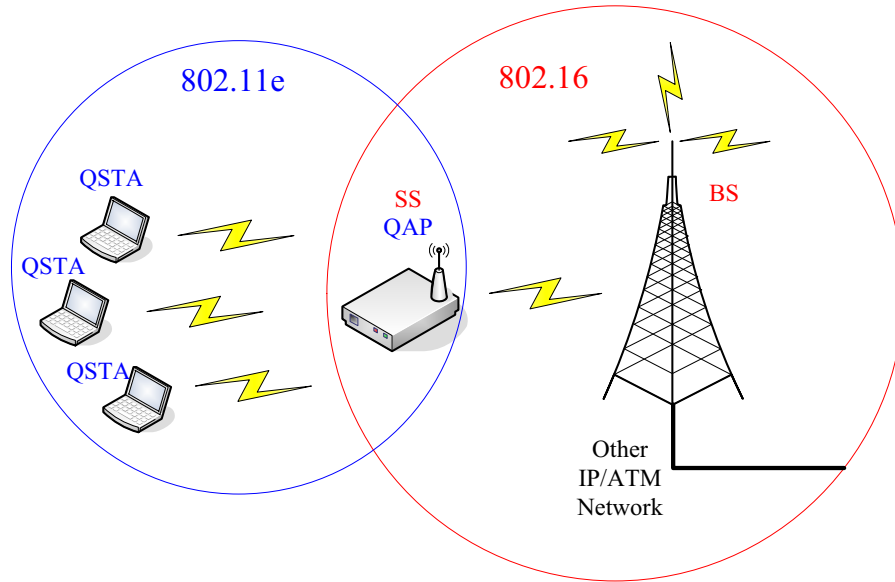 802.11e
802.16
QSTA
SS
QAP
BS
QSTA
QSTA
Other
IP/ATM
Network